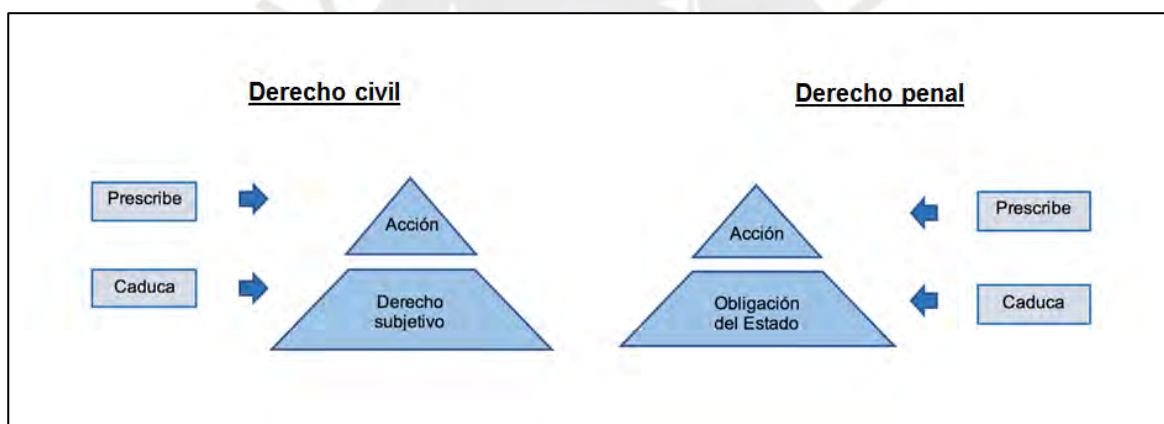 Derecho civil
Prescribe
Acción
Caduca
Derecho
subjetivo
Derecho penal
Acción
Prescribe
Obligación
del Estado
Caduca